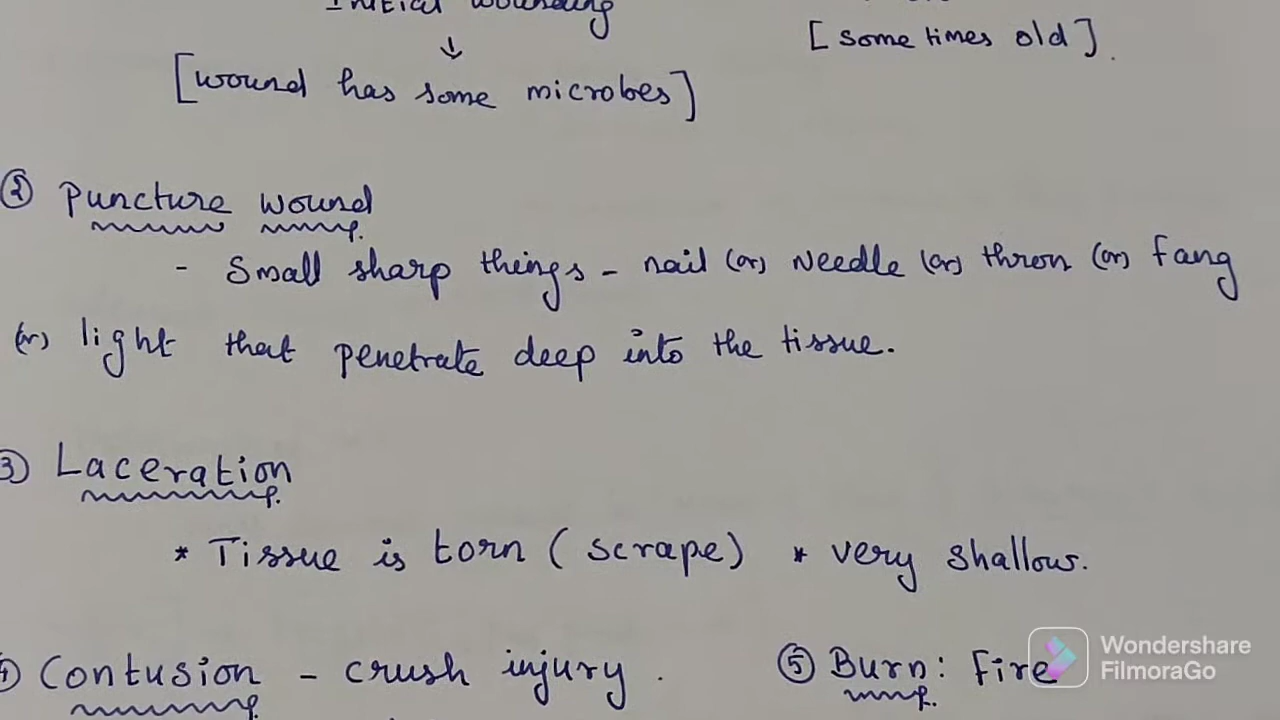 Initial wounding
[some times old].
↓
[wound has some microbes]
② Puncture wound
- Small sharp things - nail (or) Needle (or) thron (or) Fang
(or) light that penetrate deep into the tissue.
③ Laceration
* Tissue is torn (scrape) * very shallow.
④ Contusion - crush injury.
⑤ Burn: Fire
Wondershare
FilmoraGo